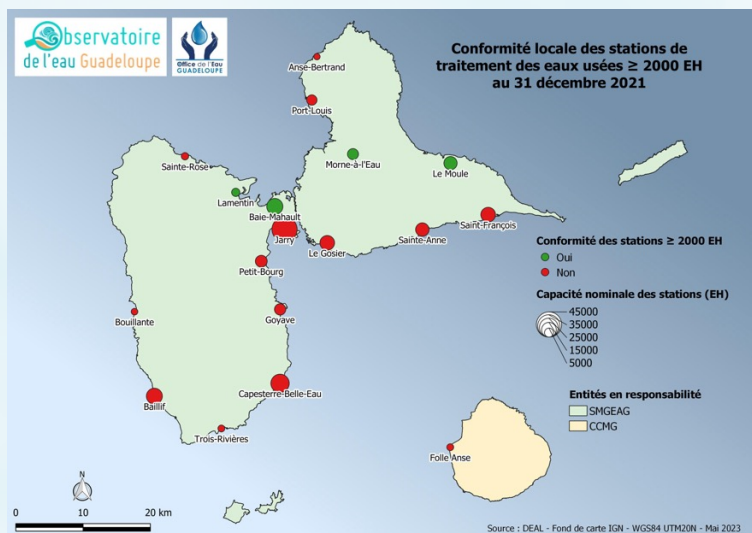 Observatoire
de l'eau Guadeloupe
Office de l'Eau
GUADELOUPE
Conformité locale des stations de
traitement des eaux usées ≥ 2000 EH
au 31 décembre 2021
Anse-Bertrand
Port-Louis
Morne-à-l'Eau
Le Moule
Sainte-Rose
Lamentin
Baie-Mahault
Saint-François
Jarry
Sainte-Anne
Le Gosier
Petit-Bourg
Goyave
Bouillante
Capesterre-Belle-Eau
Baillif
Trois-Rivières
Folle Anse
Conformité des stations ≥ 2000 EH
Oui
Non
Capacité nominale des stations (EH)
45000
35000
25000
15000
5000
Entités en responsabilité
SMGEAG
CCMG
N
0 10 20 km
Source : DEAL - Fond de carte IGN - WGS84 UTM20N - Mai 2023